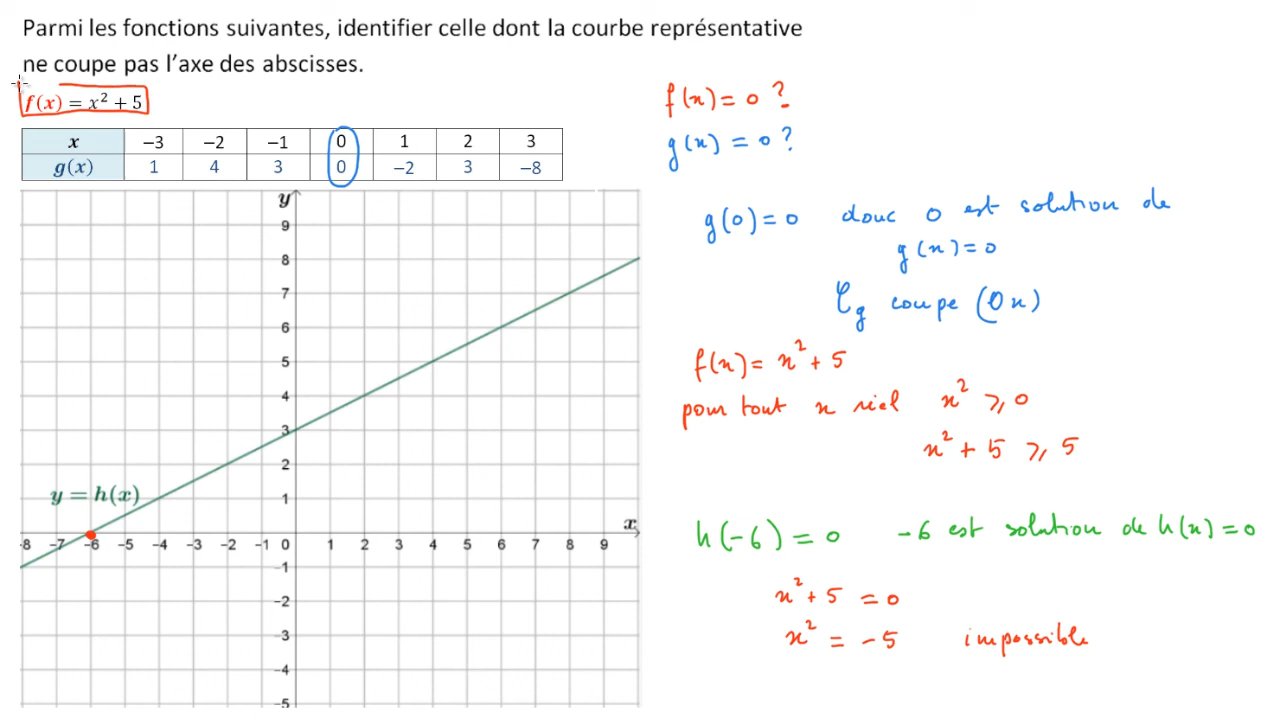 Parmi les fonctions suivantes, identifier celle dont la courbe représentative
ne coupe pas l'axe des abscisses.
f(x) = x² + 5
x −3 −2 −1 0 1 2 3
g(x) 1 4 3 0 −2 3 −8
y
9
8
7
6
5
4
3
2
1
y = h(x)
x
-8 −7 −6 −5 −4 −3 −2 −1 0 1 2 3 4 5 6 7 8 9
−1
−2
−3
−4
−5
f(x) = 0 ?
g(x) = 0 ?
g(0) = 0 donc 0 est solution de
g(x) = 0
Cg coupe (Ox)
f(x) = x² + 5
pour tout x réel x² ⩾ 0
x² + 5 ⩾ 5
h(-6) = 0 -6 est solution de h(x) = 0
x² + 5 = 0
x² = -5 impossible